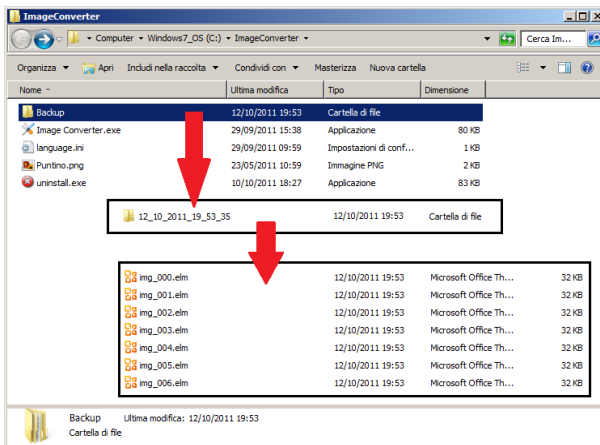 ImageConverter
Computer Windows7_OS (C:) ImageConverter
Cerca Im...
Organizza Apri Includi nella raccolta Condividi con Masterizza Nuova cartella
Nome Ultima modifica Tipo Dimensione
Backup 12/10/2011 19:53 Cartella di file
Image Converter.exe 29/09/2011 15:38 Applicazione 80 KB
language.ini 29/09/2011 09:59 Impostazioni di conf... 1 KB
Puntino.png 23/05/2011 10:59 Immagine PNG 2 KB
uninstall.exe 10/10/2011 18:27 Applicazione 83 KB
12_10_2011_19_53_35 12/10/2011 19:53 Cartella di file
img_000.elm 12/10/2011 19:53 Microsoft Office Th... 32 KB
img_001.elm 12/10/2011 19:53 Microsoft Office Th... 32 KB
img_002.elm 12/10/2011 19:53 Microsoft Office Th... 32 KB
img_003.elm 12/10/2011 19:53 Microsoft Office Th... 32 KB
img_004.elm 12/10/2011 19:53 Microsoft Office Th... 32 KB
img_005.elm 12/10/2011 19:53 Microsoft Office Th... 32 KB
img_006.elm 12/10/2011 19:53 Microsoft Office Th... 32 KB
Backup Ultima modifica: 12/10/2011 19:53
Cartella di file